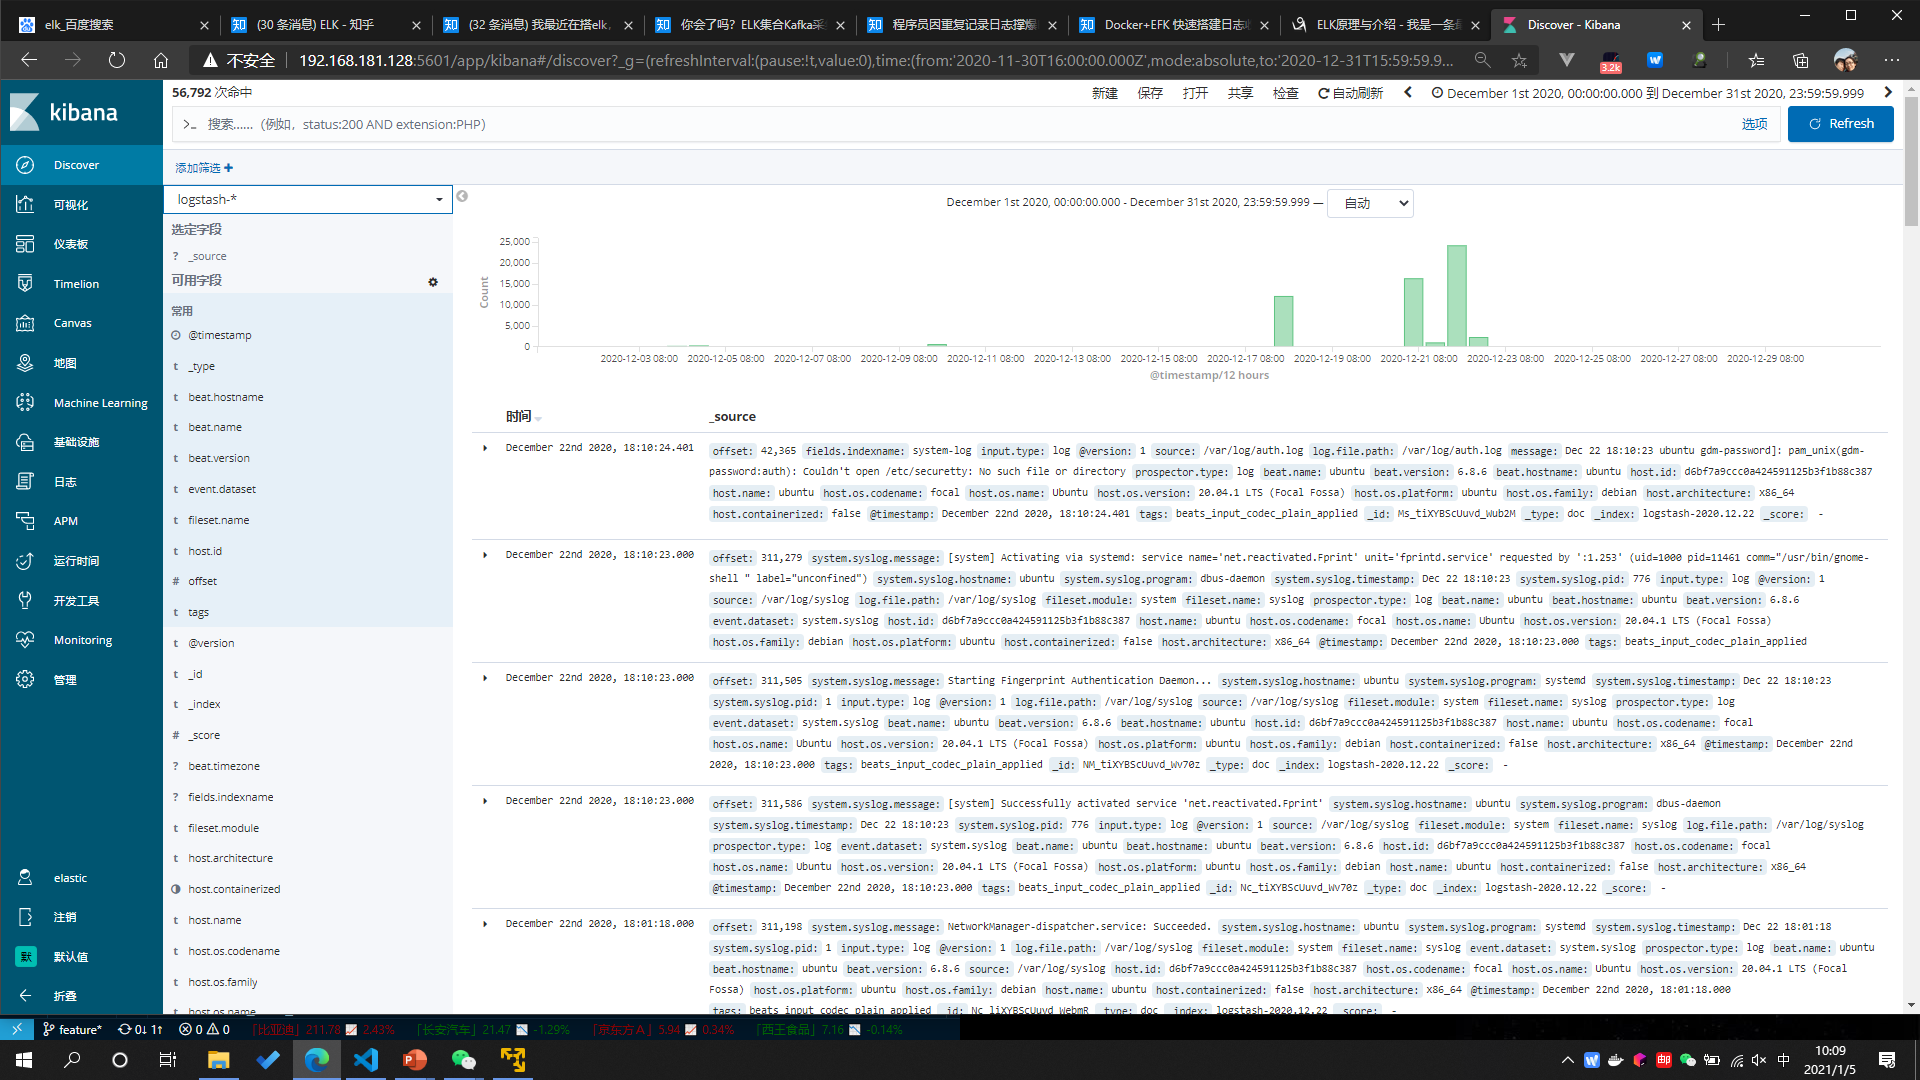 elk_百度搜索
(30 条消息) ELK - 知乎
(32 条消息) 我最近在搭elk,
你会了吗? ELK集合Kafka采
程序员因重复记录日志撑爆
Docker+EFK 快速搭建日志
ELK原理与介绍 - 我是一条
Discover - Kibana
不安全
192.168.181.128:5601/app/kibana#/discover?_g=(refreshInterval:(pause:!t,value:0),time:(from:'2020-11-30T16:00:00.000Z',mode:absolute,to:'2020-12-31T15:59:59.9...
3.2k
kibana
Discover
可视化
仪表板
Timelion
Canvas
地图
Machine Learning
基础设施
日志
APM
运行时间
开发工具
Monitoring
管理
elastic
注销
默 默认值
折叠
56,792 次命中
新建 保存 打开 共享 检查 自动刷新 December 1st 2020, 00:00:00.000 到 December 31st 2020, 23:59:59.999
>_ 搜索...... (例如，status:200 AND extension:PHP)
选项 Refresh
添加筛选 +
logstash-*
选定字段
? _source
可用字段
常用
@timestamp
t _type
t beat.hostname
t beat.name
t beat.version
t event.dataset
t fileset.name
t host.id
# offset
t tags
t @version
t _id
t _index
# _score
? beat.timezone
? fields.indexname
t fileset.module
t host.architecture
host.containerized
t host.name
t host.os.codename
t host.os.family
t host.os.name
December 1st 2020, 00:00:00.000 - December 31st 2020, 23:59:59.999 — 自动
Count
25,000
20,000
15,000
10,000
5,000
0
2020-12-03 08:00 2020-12-05 08:00 2020-12-07 08:00 2020-12-09 08:00 2020-12-11 08:00 2020-12-13 08:00 2020-12-15 08:00 2020-12-17 08:00 2020-12-19 08:00 2020-12-21 08:00 2020-12-23 08:00 2020-12-25 08:00 2020-12-27 08:00 2020-12-29 08:00
@timestamp/12 hours
时间 _source
December 22nd 2020, 18:10:24.401
offset: 42,365 fields.indexname: system-log input.type: log @version: 1 source: /var/log/auth.log log.file.path: /var/log/auth.log message: Dec 22 18:10:23 ubuntu gdm-password]: pam_unix(gdm-
password:auth): Couldn't open /etc/securetty: No such file or directory prospector.type: log beat.name: ubuntu beat.version: 6.8.6 beat.hostname: ubuntu host.id: d6bf7a9ccc0a424591125b3f1b88c387
host.name: ubuntu host.os.codename: focal host.os.name: Ubuntu host.os.version: 20.04.1 LTS (Focal Fossa) host.os.platform: ubuntu host.os.family: debian host.architecture: x86_64
host.containerized: false @timestamp: December 22nd 2020, 18:10:24.401 tags: beats_input_codec_plain_applied _id: Ms_tiXYBScUuvd_Wub2M _type: doc _index: logstash-2020.12.22 _score: -
December 22nd 2020, 18:10:23.000
offset: 311,279 system.syslog.message: [system] Activating via systemd: service name='net.reactivated.Fprint' unit='fprintd.service' requested by ':1.253' (uid=1000 pid=11461 comm="/usr/bin/gnome-
shell " label="unconfined") system.syslog.hostname: ubuntu system.syslog.program: dbus-daemon system.syslog.timestamp: Dec 22 18:10:23 system.syslog.pid: 776 input.type: log @version: 1
source: /var/log/syslog log.file.path: /var/log/syslog fileset.module: system fileset.name: syslog prospector.type: log beat.name: ubuntu beat.hostname: ubuntu beat.version: 6.8.6
event.dataset: system.syslog host.id: d6bf7a9ccc0a424591125b3f1b88c387 host.name: ubuntu host.os.codename: focal host.os.name: Ubuntu host.os.version: 20.04.1 LTS (Focal Fossa)
host.os.family: debian host.os.platform: ubuntu host.containerized: false host.architecture: x86_64 @timestamp: December 22nd 2020, 18:10:23.000 tags: beats_input_codec_plain_applied
December 22nd 2020, 18:10:23.000
offset: 311,505 system.syslog.message: Starting Fingerprint Authentication Daemon... system.syslog.hostname: ubuntu system.syslog.program: systemd system.syslog.timestamp: Dec 22 18:10:23
system.syslog.pid: 1 input.type: log @version: 1 log.file.path: /var/log/syslog source: /var/log/syslog fileset.module: system fileset.name: syslog prospector.type: log
event.dataset: system.syslog beat.name: ubuntu beat.version: 6.8.6 beat.hostname: ubuntu host.id: d6bf7a9ccc0a424591125b3f1b88c387 host.name: ubuntu host.os.codename: focal
host.os.name: Ubuntu host.os.version: 20.04.1 LTS (Focal Fossa) host.os.platform: ubuntu host.os.family: debian host.containerized: false host.architecture: x86_64 @timestamp: December 22nd
2020, 18:10:23.000 tags: beats_input_codec_plain_applied _id: NM_tiXYBScUuvd_Wv70z _type: doc _index: logstash-2020.12.22 _score: -
December 22nd 2020, 18:10:23.000
offset: 311,586 system.syslog.message: [system] Successfully activated service 'net.reactivated.Fprint' system.syslog.hostname: ubuntu system.syslog.program: dbus-daemon
system.syslog.timestamp: Dec 22 18:10:23 system.syslog.pid: 776 input.type: log @version: 1 source: /var/log/syslog fileset.module: system fileset.name: syslog log.file.path: /var/log/syslog
prospector.type: log event.dataset: system.syslog beat.name: ubuntu beat.hostname: ubuntu beat.version: 6.8.6 host.id: d6bf7a9ccc0a424591125b3f1b88c387 host.os.codename: focal
host.os.name: Ubuntu host.os.version: 20.04.1 LTS (Focal Fossa) host.os.platform: ubuntu host.os.family: debian host.name: ubuntu host.containerized: false host.architecture: x86_64
@timestamp: December 22nd 2020, 18:10:23.000 tags: beats_input_codec_plain_applied _id: Nc_tiXYBScUuvd_Wv70z _type: doc _index: logstash-2020.12.22 _score: -
December 22nd 2020, 18:01:18.000
offset: 311,198 system.syslog.message: NetworkManager-dispatcher.service: Succeeded. system.syslog.hostname: ubuntu system.syslog.program: systemd system.syslog.timestamp: Dec 22 18:01:18
system.syslog.pid: 1 input.type: log @version: 1 log.file.path: /var/log/syslog fileset.module: system fileset.name: syslog event.dataset: system.syslog prospector.type: log beat.name: ubuntu
beat.hostname: ubuntu beat.version: 6.8.6 source: /var/log/syslog host.id: d6bf7a9ccc0a424591125b3f1b88c387 host.os.codename: focal host.os.name: Ubuntu host.os.version: 20.04.1 LTS (Focal
Fossa) host.os.platform: ubuntu host.os.family: debian host.name: ubuntu host.containerized: false host.architecture: x86_64 @timestamp: December 22nd 2020, 18:01:18.000
tags: beats_input_codec_plain_applied _id: Nc_liXYBScUuvd_WebmR _type: doc _index: logstash-2020.12.22 _score: -
feature* 0↓ 1↑ 0 0 「比亚迪」211.78 2.43% 「长安汽车」21.47 -1.29% 「京东方A」5.94 0.34% 「西王食品」7.16 -0.14%
中
10:09
2021/1/5